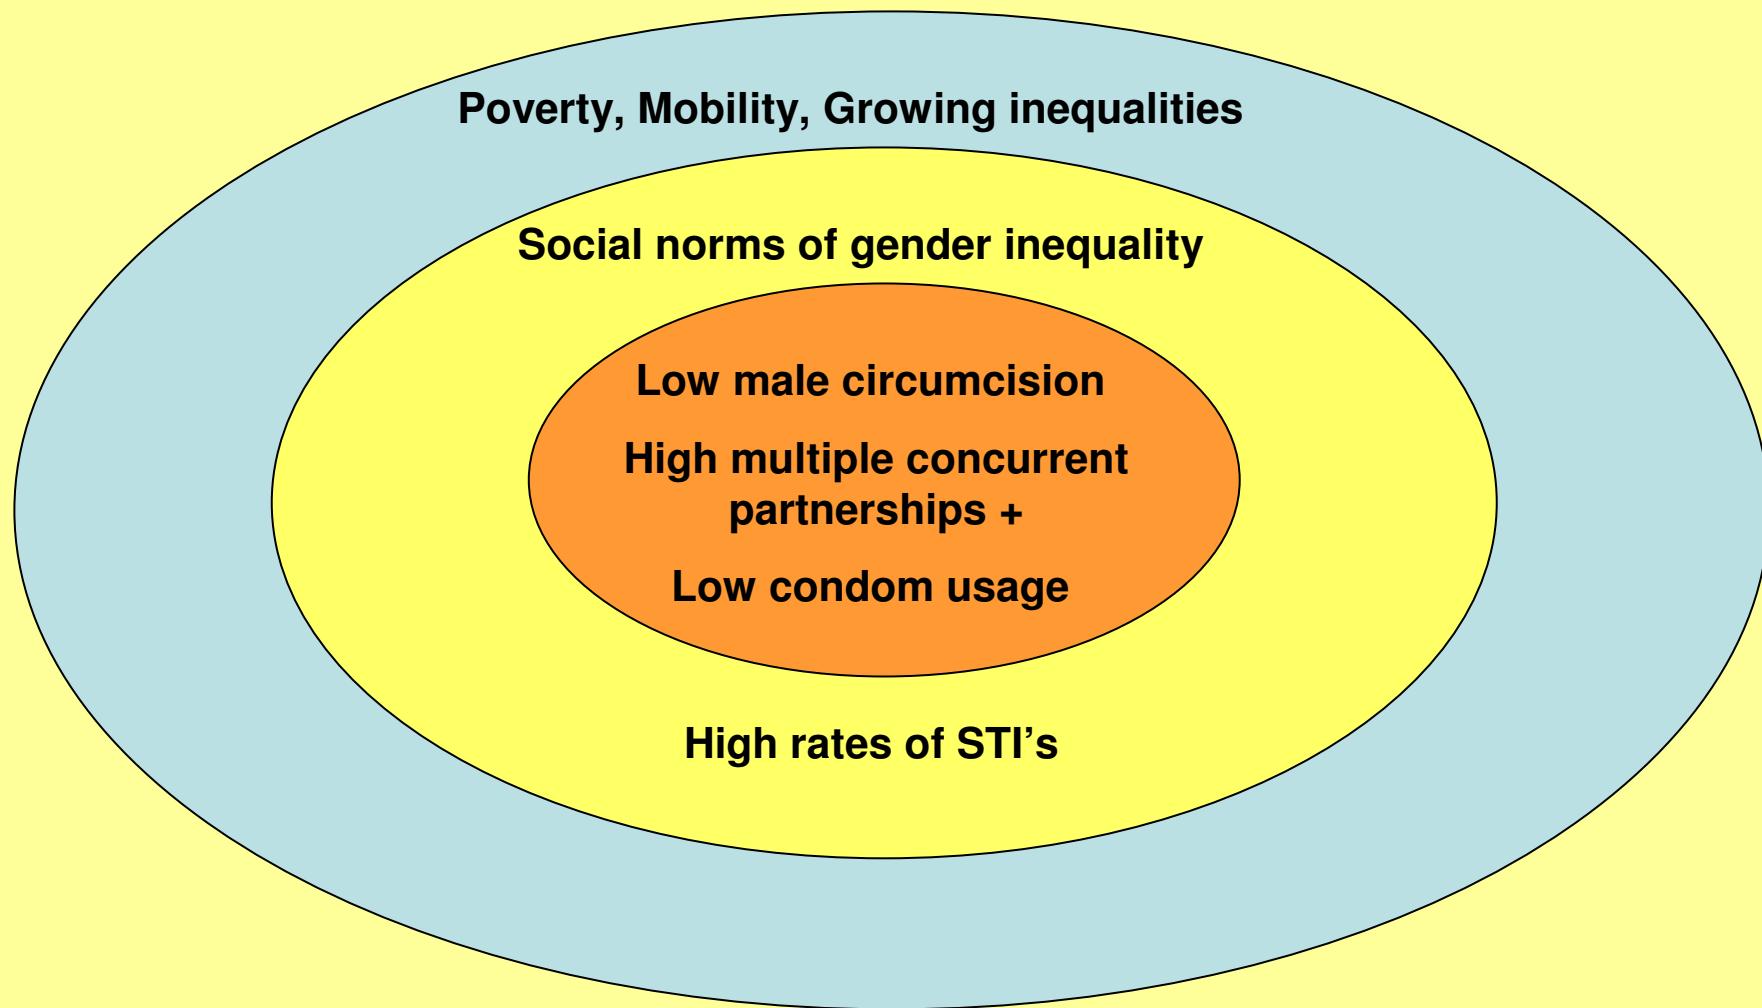 Poverty, Mobility, Growing inequalities
Social norms of gender inequality
Low male circumcision
High multiple concurrent
partnerships +
Low condom usage
High rates of STI’s